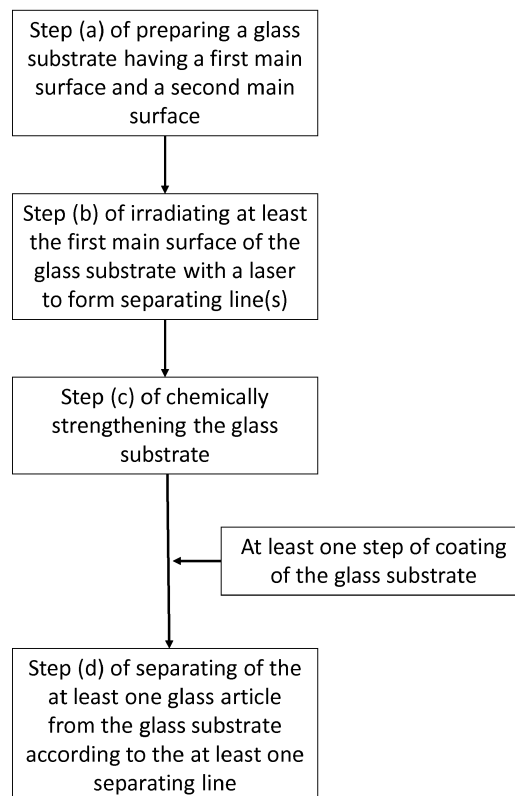 Step (a) of preparing a glass
substrate having a first main
surface and a second main
surface
Step (b) of irradiating at least
the first main surface of the
glass substrate with a laser
to form separating line(s)
Step (c) of chemically
strengthening the glass
substrate
At least one step of coating
of the glass substrate
Step (d) of separating of the
at least one glass article
from the glass substrate
according to the at least one
separating line